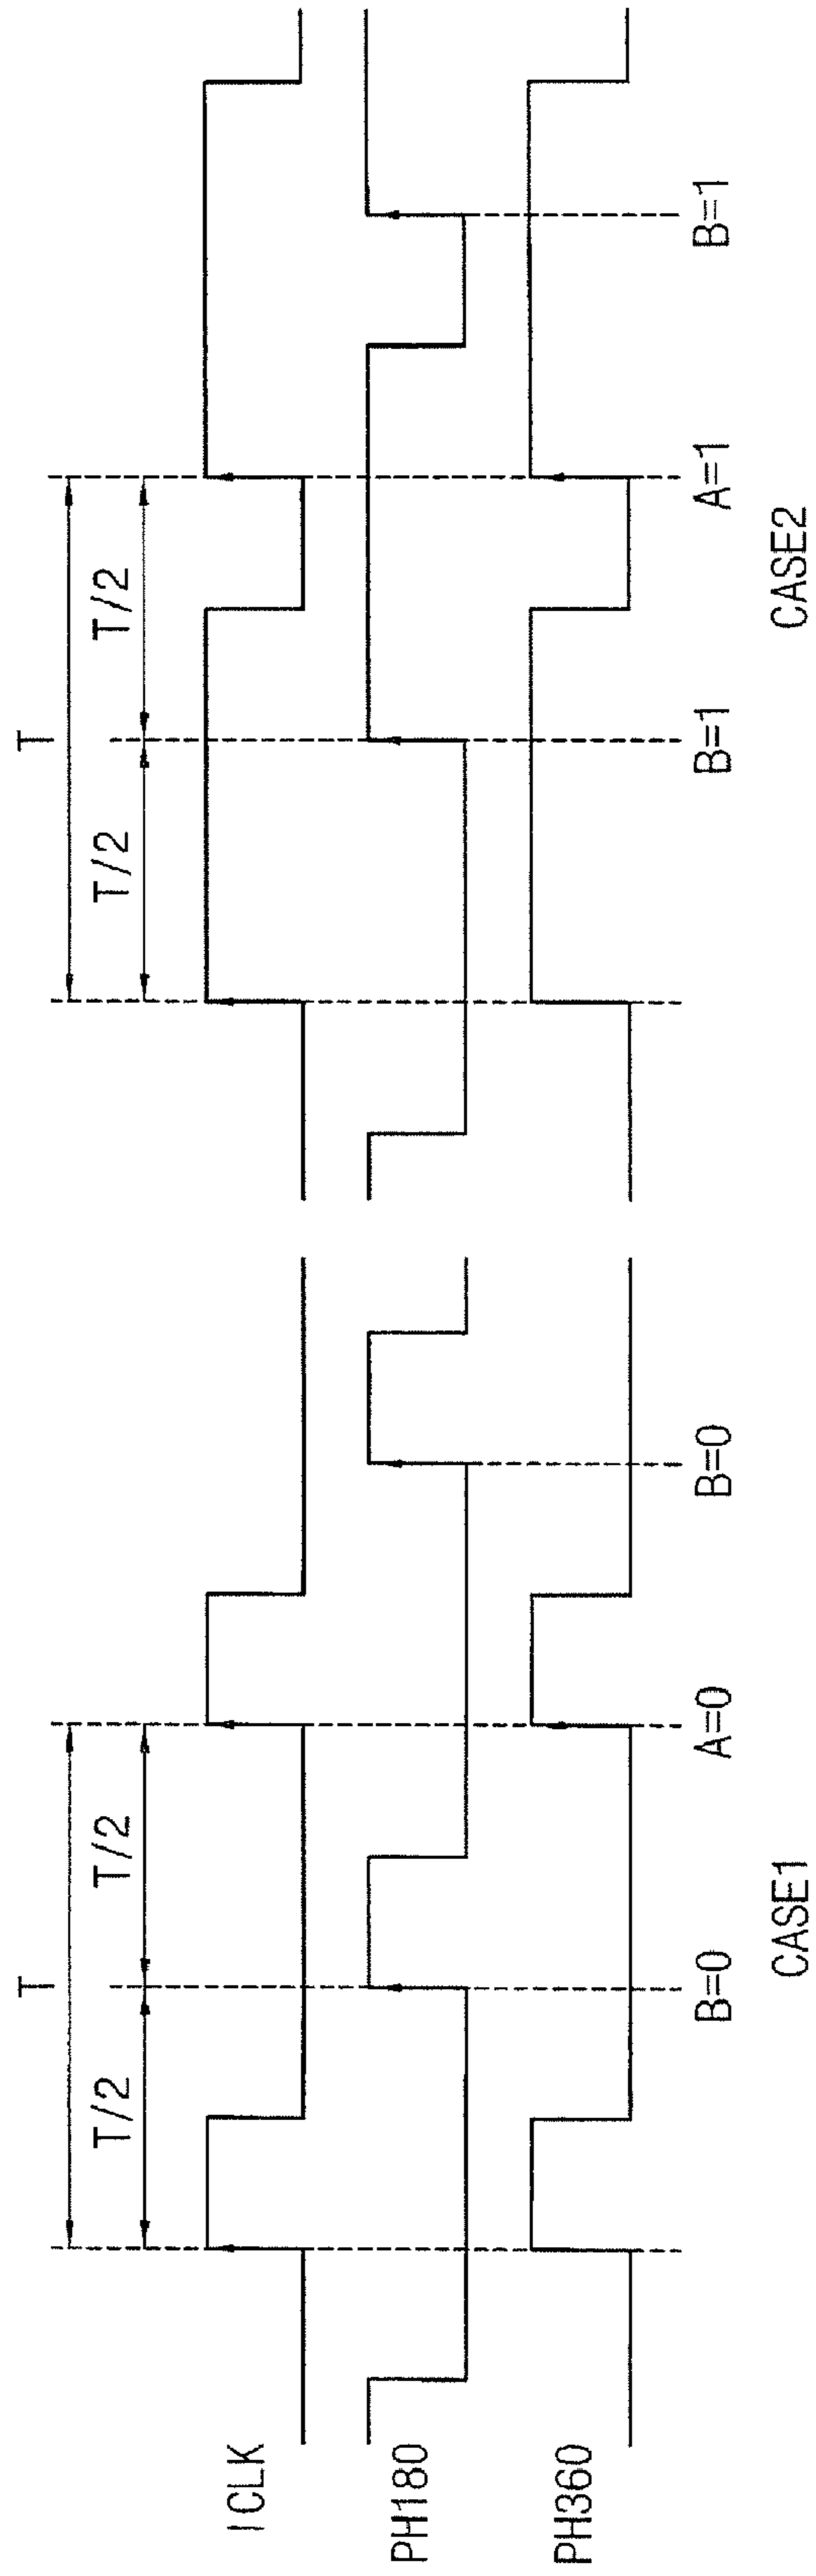 T
T
T/2
T/2
T/2
T/2
ICLK
PH180
PH360
B=0
A=0
B=0
B=1
A=1
B=1
CASE1
CASE2